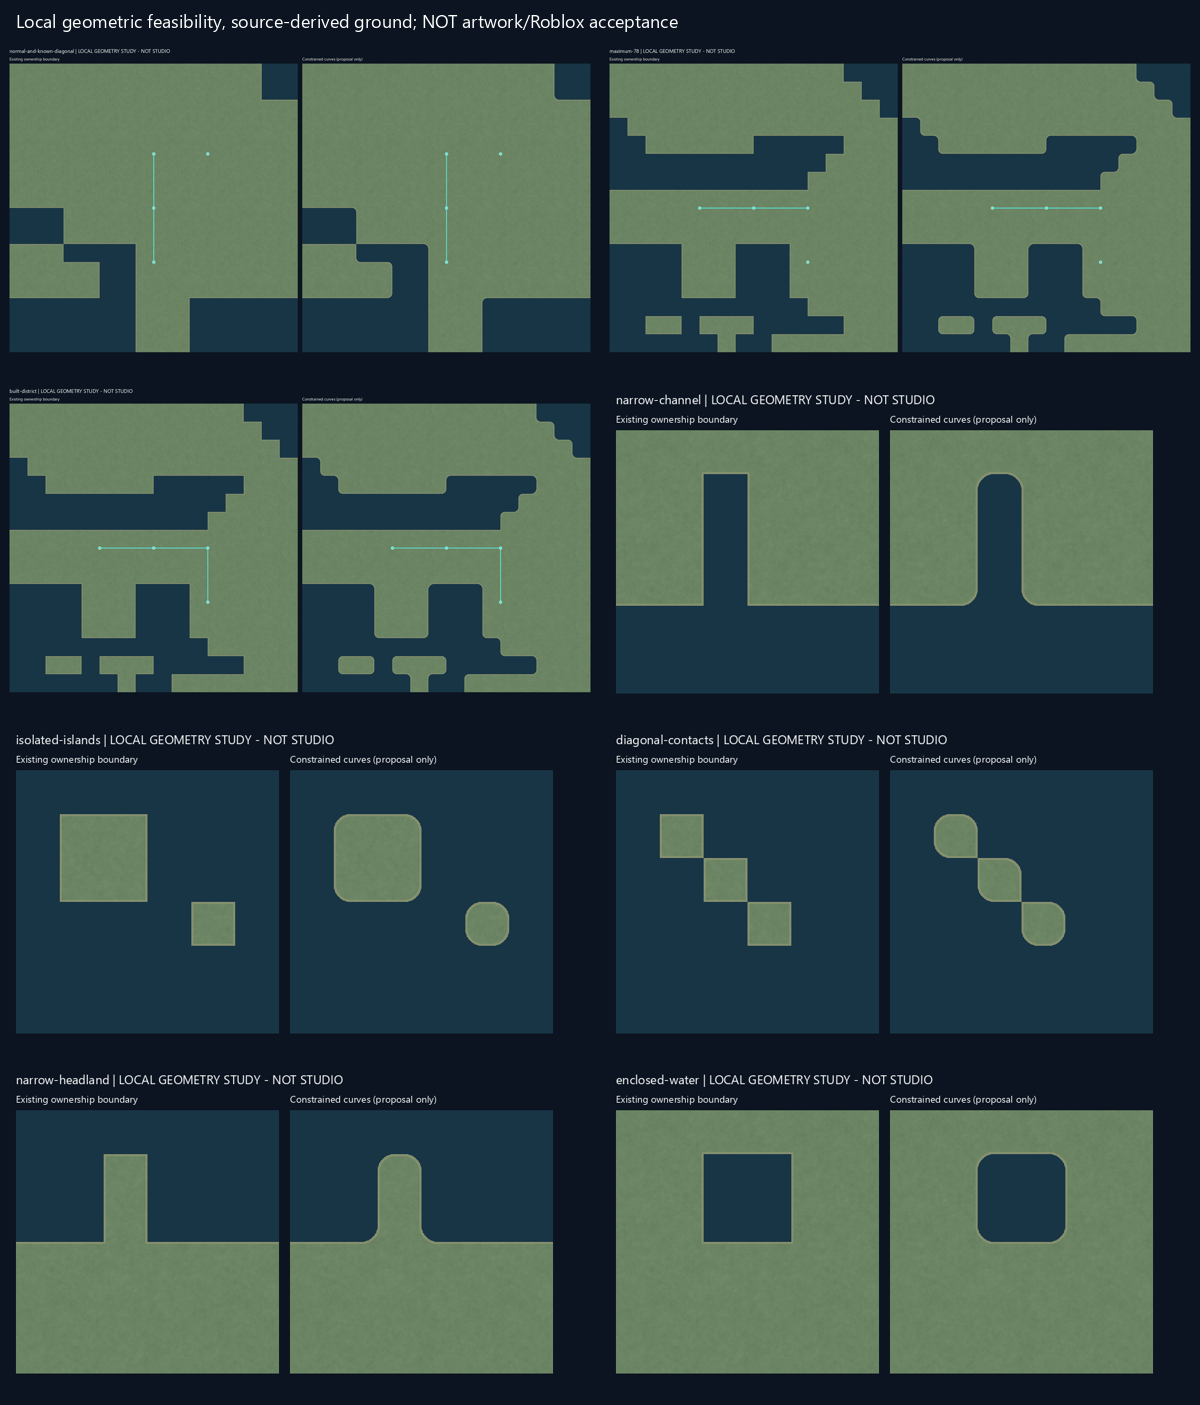 Local geometric feasibility, source-derived ground; NOT artwork/Roblox acceptance
normal-and-known-diagonal | LOCAL GEOMETRY STUDY - NOT STUDIO
Existing ownership boundary
Constrained curves (proposal only)
maximum-78 | LOCAL GEOMETRY STUDY - NOT STUDIO
Existing ownership boundary
Constrained curves (proposal only)
built-district | LOCAL GEOMETRY STUDY - NOT STUDIO
Existing ownership boundary
Constrained curves (proposal only)
narrow-channel | LOCAL GEOMETRY STUDY - NOT STUDIO
Existing ownership boundary
Constrained curves (proposal only)
isolated-islands | LOCAL GEOMETRY STUDY - NOT STUDIO
Existing ownership boundary
Constrained curves (proposal only)
diagonal-contacts | LOCAL GEOMETRY STUDY - NOT STUDIO
Existing ownership boundary
Constrained curves (proposal only)
narrow-headland | LOCAL GEOMETRY STUDY - NOT STUDIO
Existing ownership boundary
Constrained curves (proposal only)
enclosed-water | LOCAL GEOMETRY STUDY - NOT STUDIO
Existing ownership boundary
Constrained curves (proposal only)